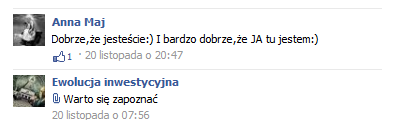 Anna Maj
Dobrze,że jesteście:) I bardzo dobrze,że JA tu jestem:)
1 · 20 listopada o 20:47
Ewolucja inwestycyjna
Warto się zapoznać
20 listopada o 07:56